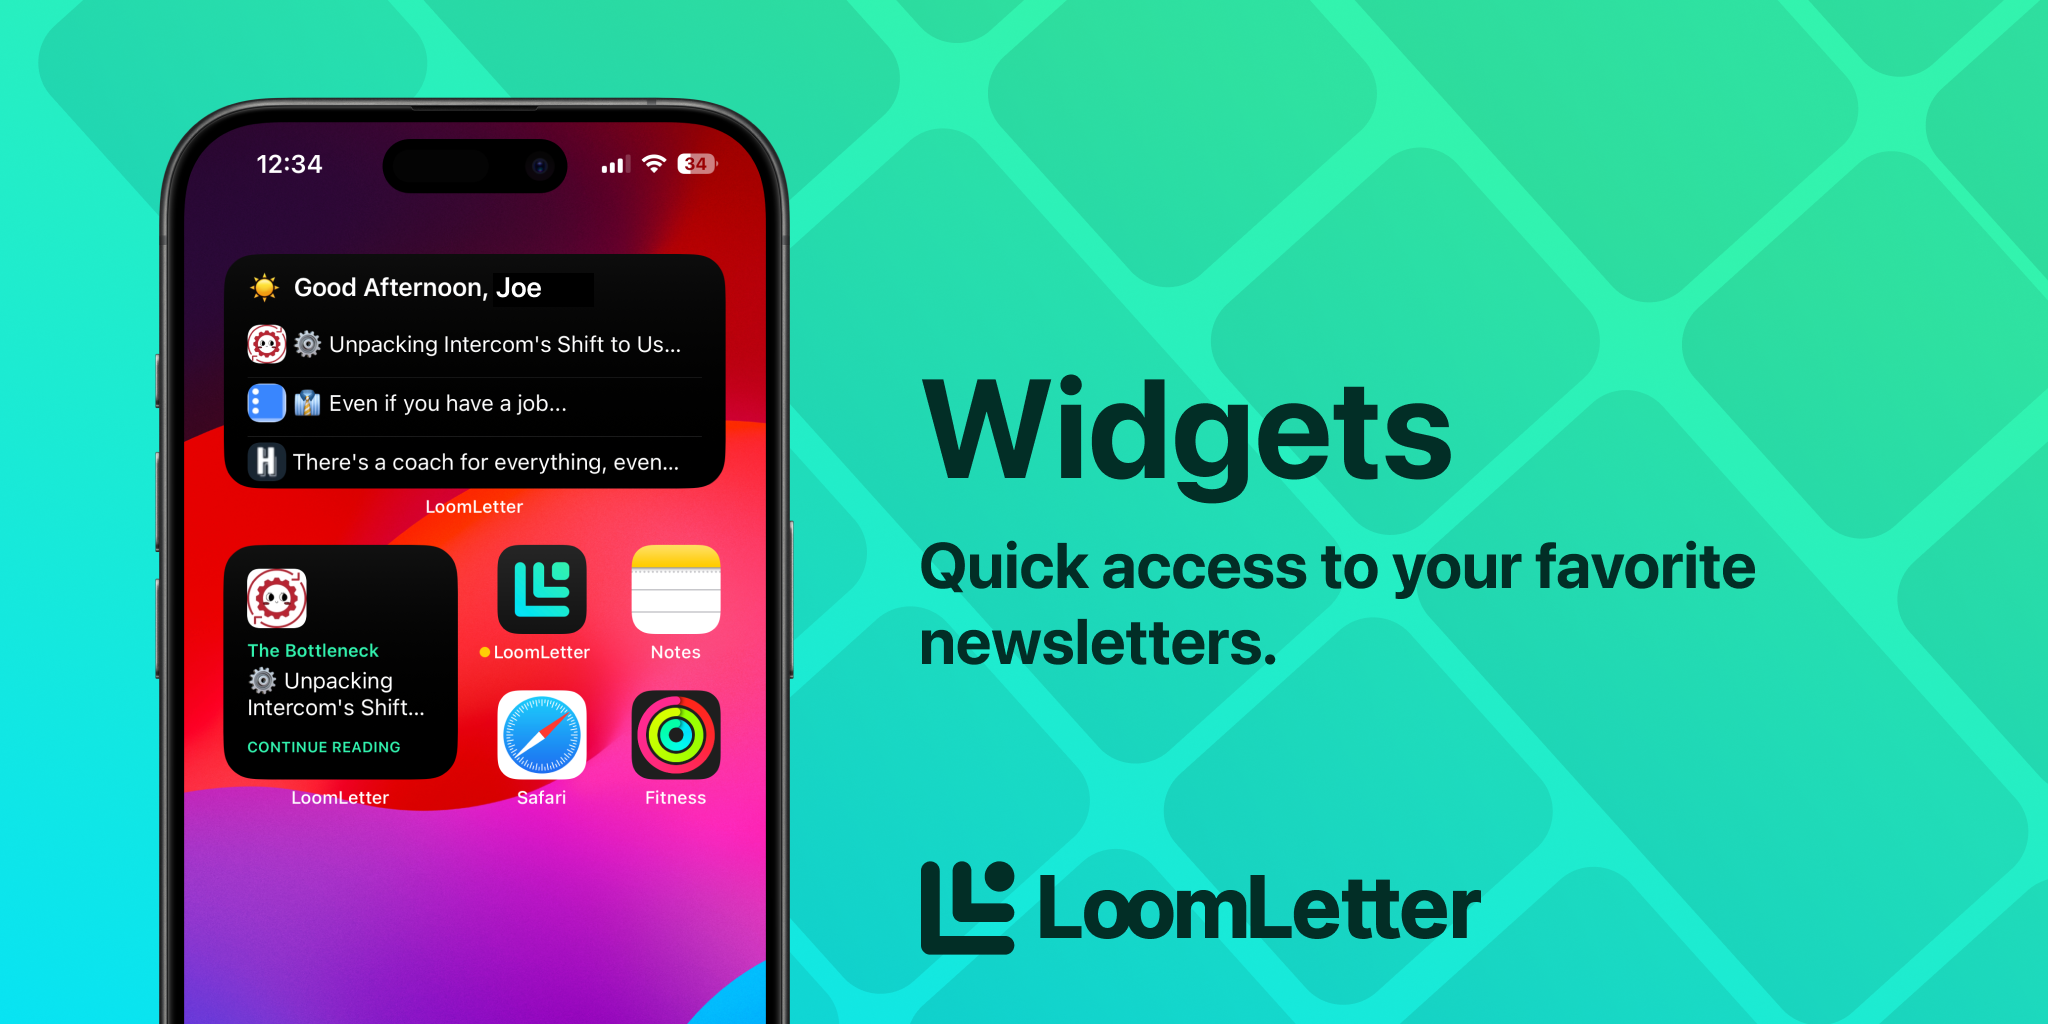 12:34
34
Good Afternoon, Joe
Unpacking Intercom's Shift to Us...
Even if you have a job...
H There's a coach for everything, even...
LoomLetter
The Bottleneck
Unpacking
Intercom's Shift...
CONTINUE READING
LoomLetter
LoomLetter
Notes
Safari
Fitness
Widgets
Quick access to your favorite
newsletters.
LoomLetter